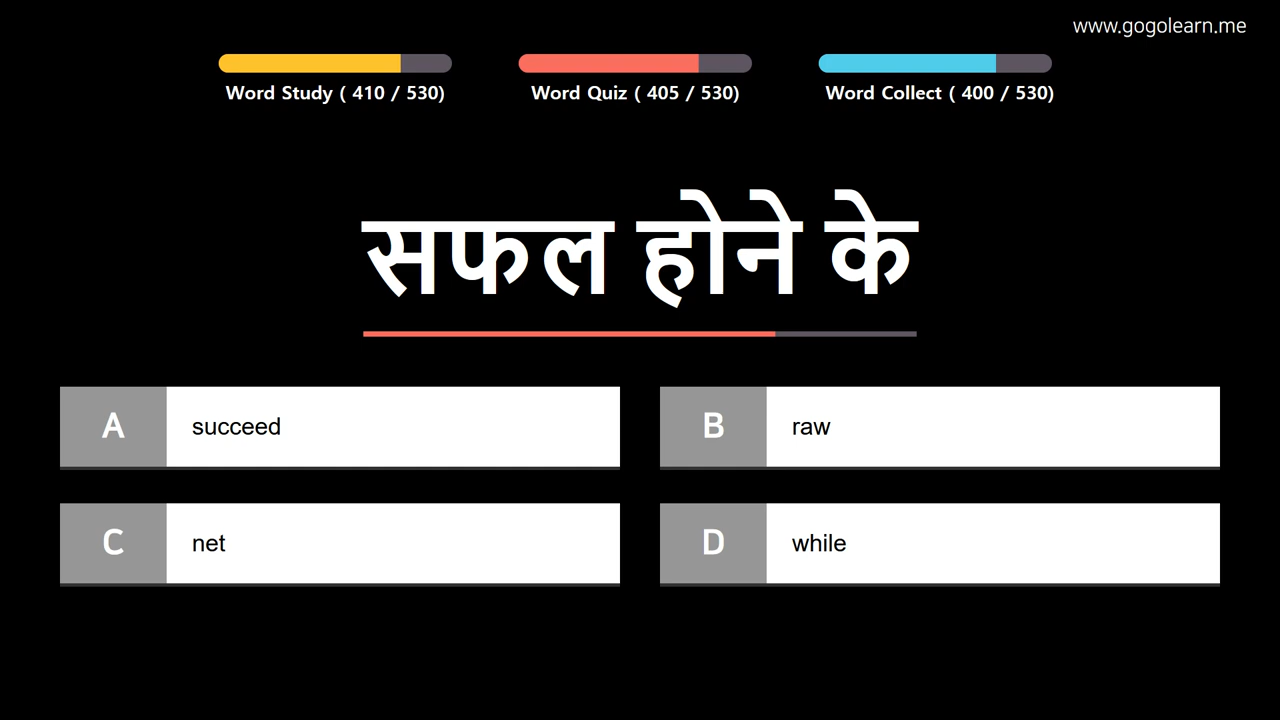 www.gogolearn.me
Word Study ( 410 / 530)
Word Quiz ( 405 / 530)
Word Collect ( 400 / 530)
सफल होने के
A succeed
B raw
C net
D while